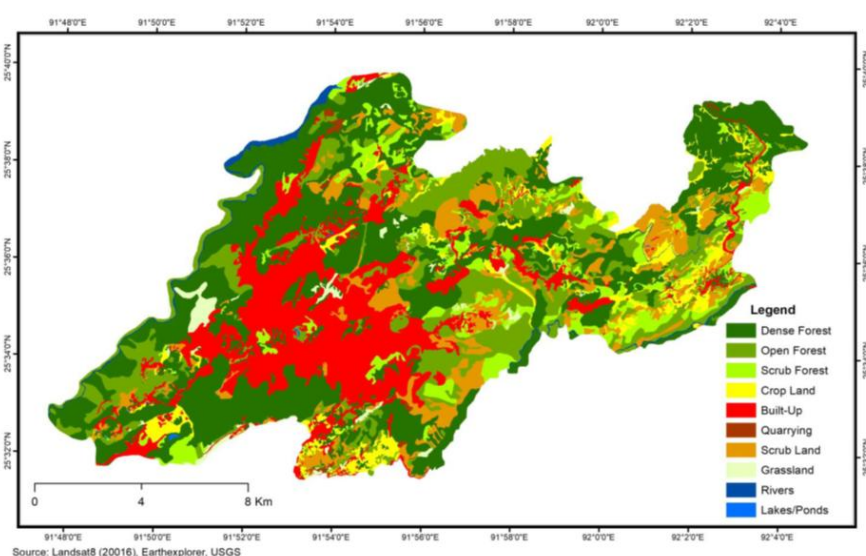 91°48'0"E 91°50'0"E 91°52'0"E 91°54'0"E 91°56'0"E 91°58'0"E 92°0'0"E 92°2'0"E 92°4'0"E
25°40'0"N
25°38'0"N
25°36'0"N
25°34'0"N
25°32'0"N
Legend
Dense Forest
Open Forest
Scrub Forest
Crop Land
Built-Up
Quarrying
Scrub Land
Grassland
Rivers
Lakes/Ponds
0 4 8 Km
91°48'0"E 91°50'0"E 91°52'0"E 91°54'0"E 91°56'0"E 91°58'0"E 92°0'0"E 92°2'0"E 92°4'0"E
Source: Landsat8 (20016), Earthexplorer, USGS